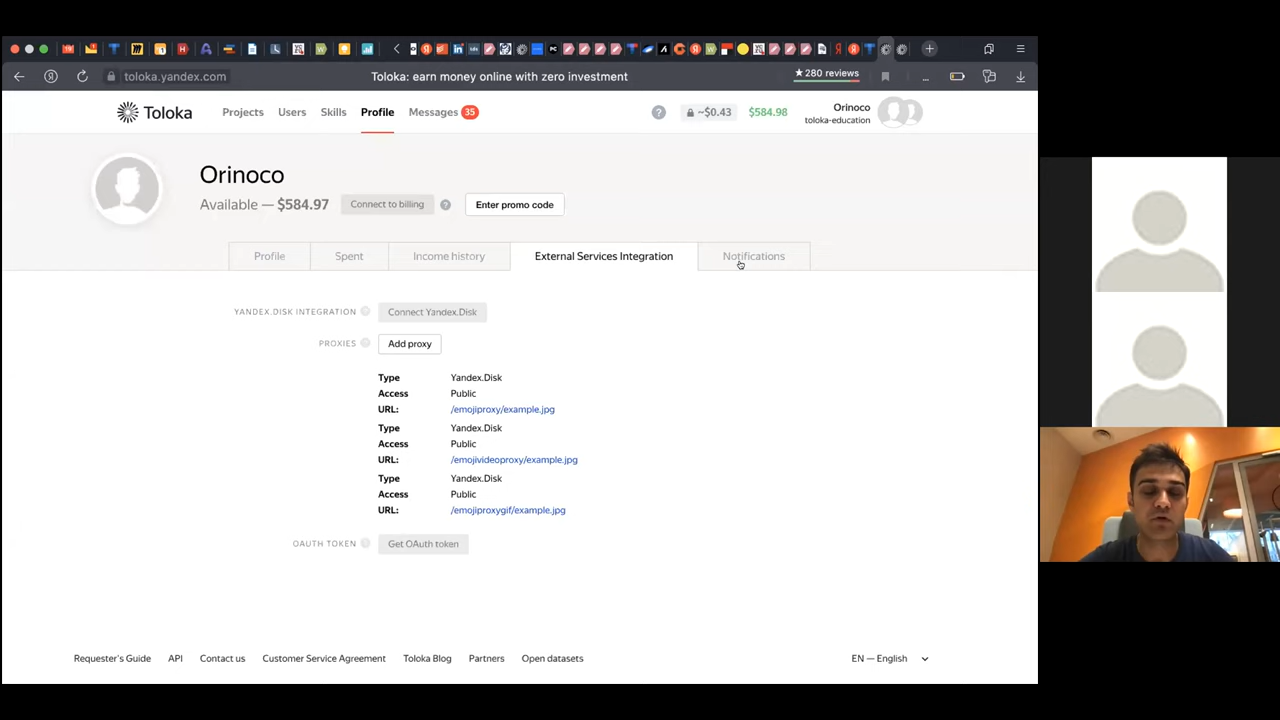 toloka.yandex.com
Toloka: earn money online with zero investment
★280 reviews
Toloka
Projects Users Skills Profile Messages 35
? ~$0.43 $584.98
Orinoco
toloka-education
Orinoco
Available — $584.97 Connect to billing ? Enter promo code
Profile Spent Income history External Services Integration Notifications
YANDEX.DISK INTEGRATION Connect Yandex.Disk
PROXIES Add proxy
Type Yandex.Disk
Access Public
URL: /emojiproxy/example.jpg
Type Yandex.Disk
Access Public
URL: /emojivideoproxy/example.jpg
Type Yandex.Disk
Access Public
URL: /emojiproxygif/example.jpg
OAUTH TOKEN Get OAuth token
Requester's Guide API Contact us Customer Service Agreement Toloka Blog Partners Open datasets EN — English